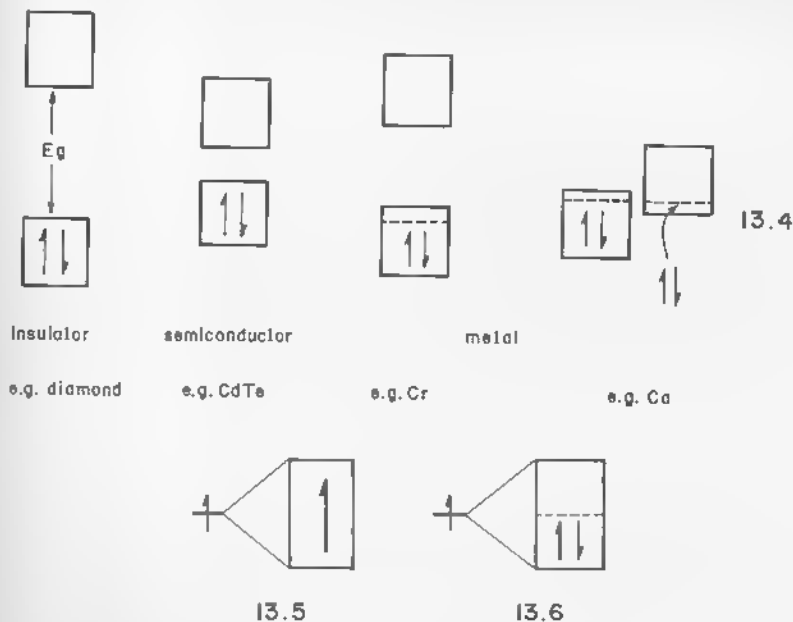 Eg
13.4
insulator semiconductor metal
e.g. diamond e.g. CdTe e.g. Cr e.g. Ca
13.5 13.6